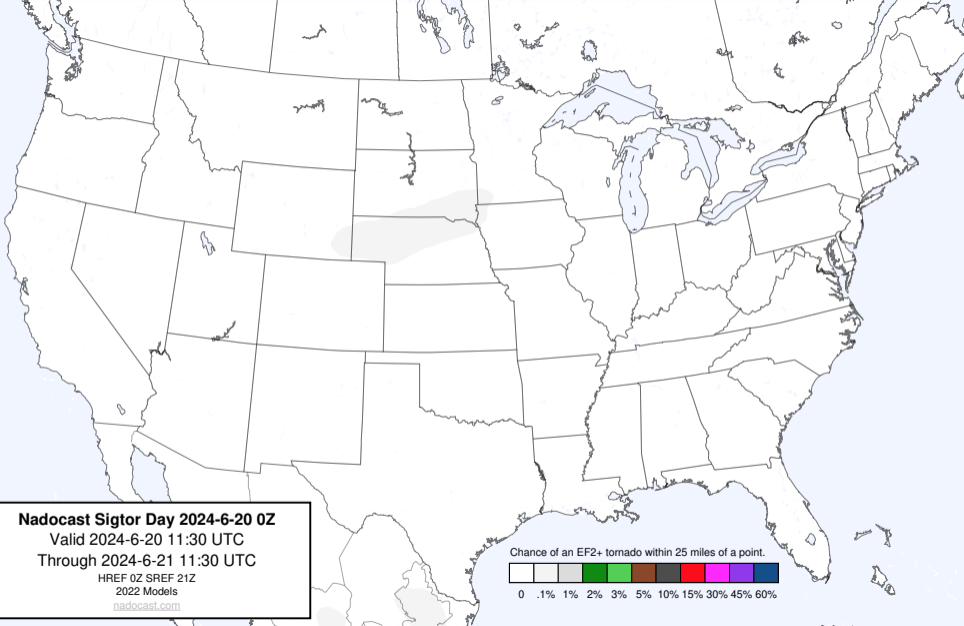 Nadocast Sigtor Day 2024-6-20 0Z
Valid 2024-6-20 11:30 UTC
Through 2024-6-21 11:30 UTC
HREF 0Z SREF 21Z
2022 Models
nadocast.com
Chance of an EF2+ tornado within 25 miles of a point.
0 .1% 1% 2% 3% 5% 10% 15% 30% 45% 60%